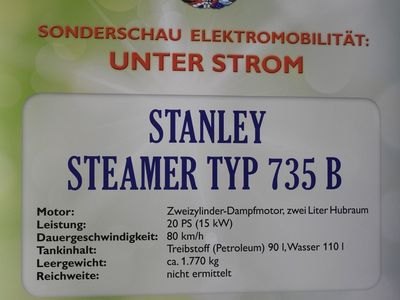 SONDERSCHAU ELEKTROMOBILITÄT:
UNTER STROM
STANLEY
STEAMER TYP 735 B
Motor: Zweizylinder-Dampfmotor, zwei Liter Hubraum
Leistung: 20 PS (15 kW)
Dauergeschwindigkeit: 80 km/h
Tankinhalt: Treibstoff (Petroleum) 90 l, Wasser 110 l
Leergewicht: ca. 1.770 kg
Reichweite: nicht ermittelt